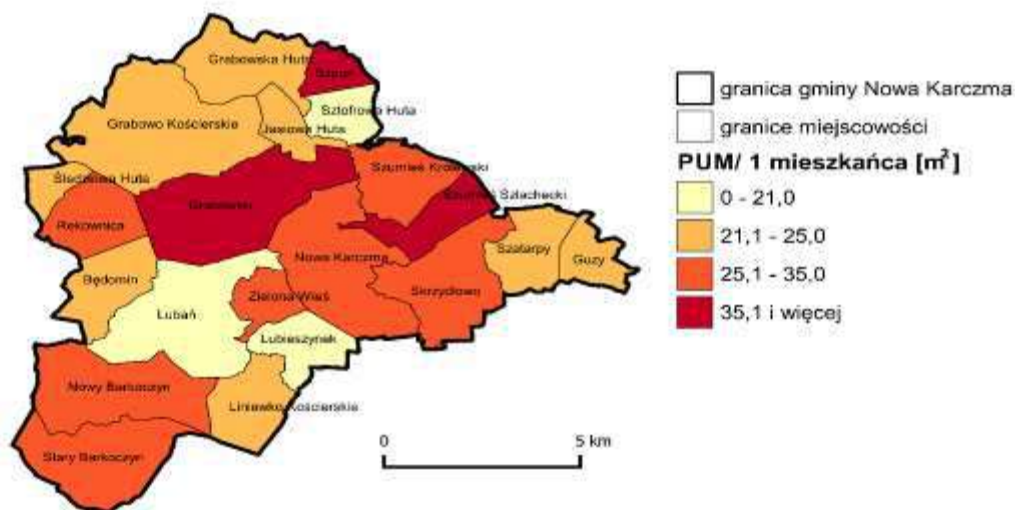 Grabowska Huta
Szpon
Sztofrowa Huta
Grabowo Kościerskie
Jasiowa Huta
Szumleś Królewski
Śledziowa Huta
Szumleś Szlachecki
Grabówko
Rekownica
Szatarpy
Nowa Karczma
Guzy
Będomin
Skrzydłowo
Zielona Wieś
Lubań
Lubieszynek
Nowy Barkoczyn
Liniewko Kościerskie
Stary Barkoczyn
0 5 km
granica gminy Nowa Karczma
granice miejscowości
PUM/ 1 mieszkańca [m²]
0 - 21,0
21,1 - 25,0
25,1 - 35,0
35,1 i więcej